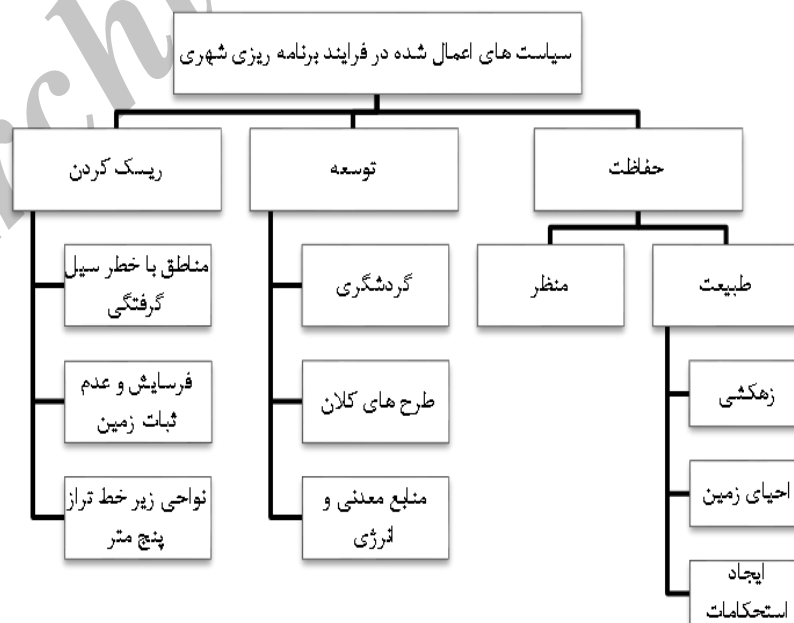 سیاست های اعمال شده در فرایند برنامه ریزی شهری
حفاظت
توسعه
ریسک کردن
طبیعت
منظر
گردشگری
مناطق با خطر سیل
گرفتگی
زهکشی
طرح های کلان
فرسایش و عدم
ثبات زمین
احیای زمین
منابع معدنی و
انرژی
نواحی زیر خط تراز
پنج متر
ایجاد
استحکامات